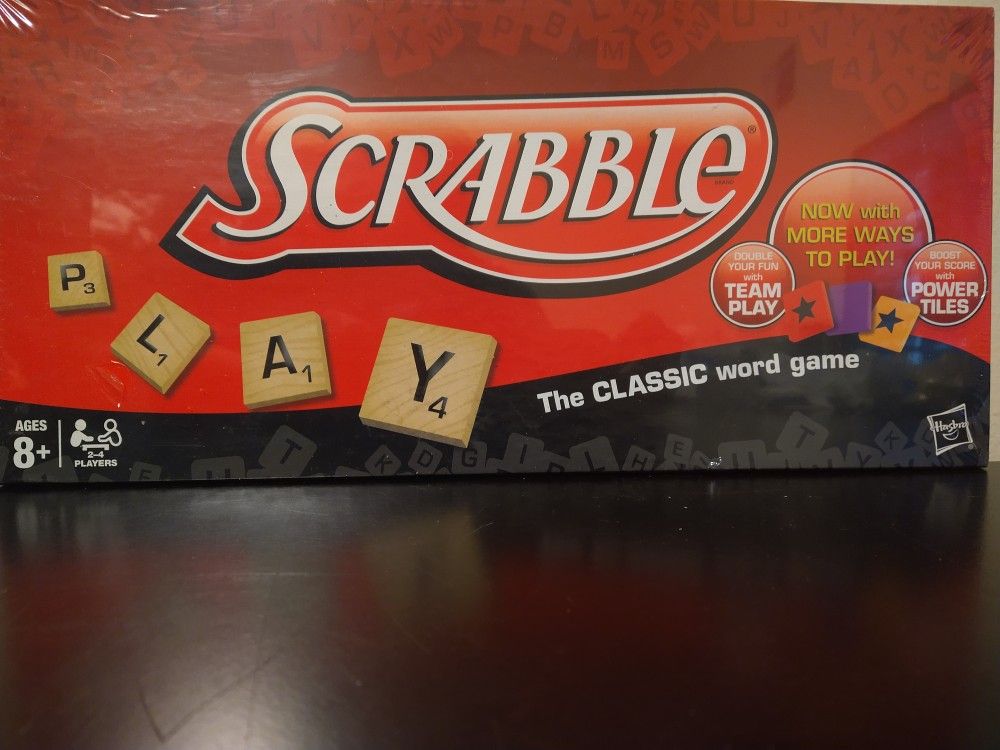 SCRABBLE®
BRAND
NOW with
MORE WAYS
TO PLAY!
DOUBLE
YOUR FUN
with
TEAM
PLAY
BOOST
YOUR SCORE
with
POWER
TILES
P3
L1
A1
Y4
The CLASSIC word game
AGES
8+
2-4
PLAYERS
Hasbro